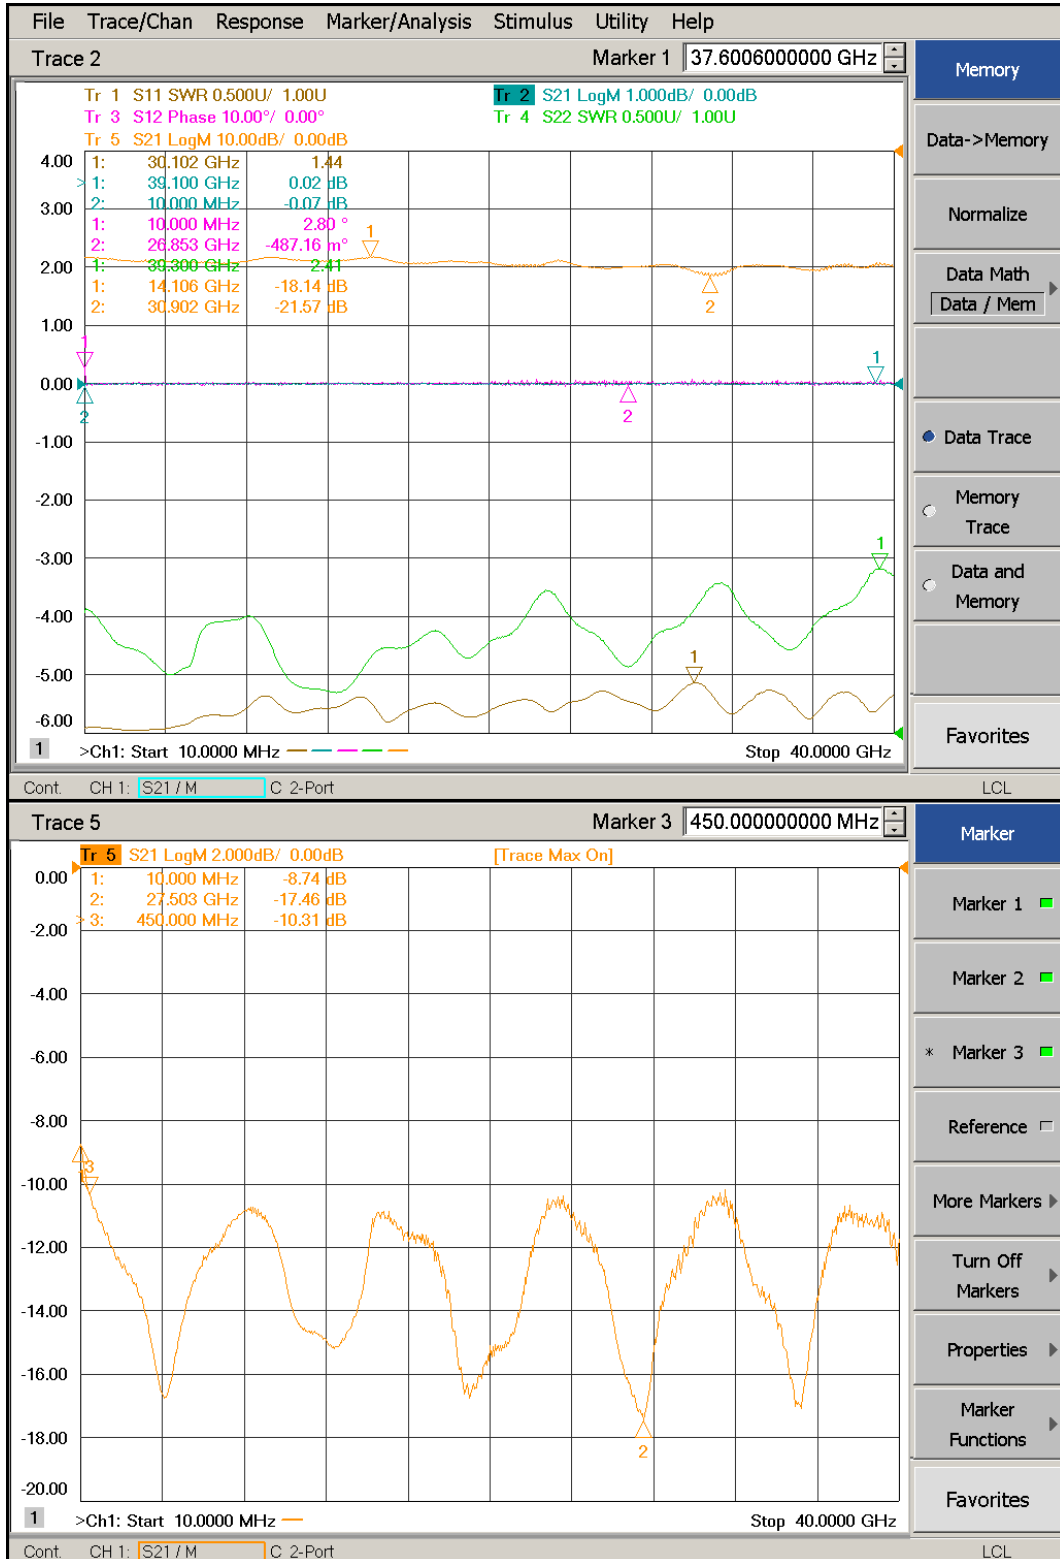 File Trace/Chan Response Marker/Analysis Stimulus Utility Help
Trace 2 Marker 1 37.6006000000 GHz
Tr 1 S11 SWR 0.500U/ 1.00U Tr 2 S21 LogM 1.000dB/ 0.00dB
Tr 3 S12 Phase 10.00°/ 0.00° Tr 4 S22 SWR 0.500U/ 1.00U
Tr 5 S21 LogM 10.00dB/ 0.00dB
1: 30.102 GHz 1.44
> 1: 39.100 GHz 0.02 dB
2: 10.000 MHz -0.07 dB
1: 10.000 MHz 2.80 °
2: 26.853 GHz -487.16 m°
1: 39.300 GHz 2.41
1: 14.106 GHz -18.14 dB
2: 30.902 GHz -21.57 dB
4.00
3.00
2.00
1.00
0.00
-1.00
-2.00
-3.00
-4.00
-5.00
-6.00
1
2
1
1
2
2
1
1
1 >Ch1: Start 10.0000 MHz Stop 40.0000 GHz
Cont. CH 1: S21 / M C 2-Port LCL
Memory
Data->Memory
Normalize
Data Math
Data / Mem
Data Trace
Memory
Trace
Data and
Memory
Favorites
Trace 5 Marker 3 450.000000000 MHz
Tr 5 S21 LogM 2.000dB/ 0.00dB [Trace Max On]
1: 10.000 MHz -8.74 dB
2: 27.503 GHz -17.46 dB
> 3: 450.000 MHz -10.31 dB
0.00
-2.00
-4.00
-6.00
-8.00
-10.00
-12.00
-14.00
-16.00
-18.00
-20.00
3
2
1 >Ch1: Start 10.0000 MHz Stop 40.0000 GHz
Cont. CH 1: S21 / M C 2-Port LCL
Marker
Marker 1
Marker 2
* Marker 3
Reference
More Markers
Turn Off
Markers
Properties
Marker
Functions
Favorites